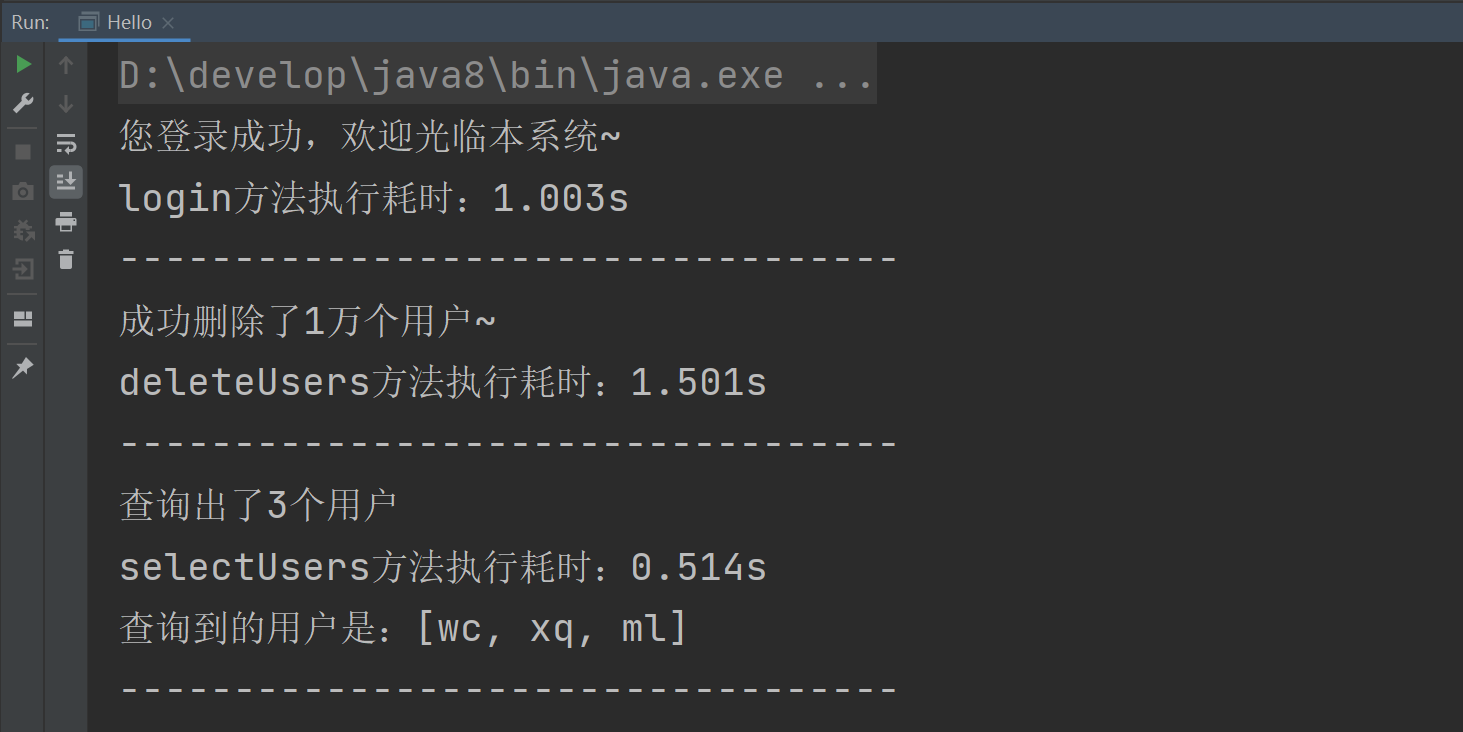 Run: Hello
D:\develop\java8\bin\java.exe ...
您登录成功，欢迎光临本系统~
login方法执行耗时：1.003s
----------------------------------
成功删除了1万个用户~
deleteUsers方法执行耗时：1.501s
----------------------------------
查询出了3个用户
selectUsers方法执行耗时：0.514s
查询到的用户是：[wc, xq, ml]
----------------------------------